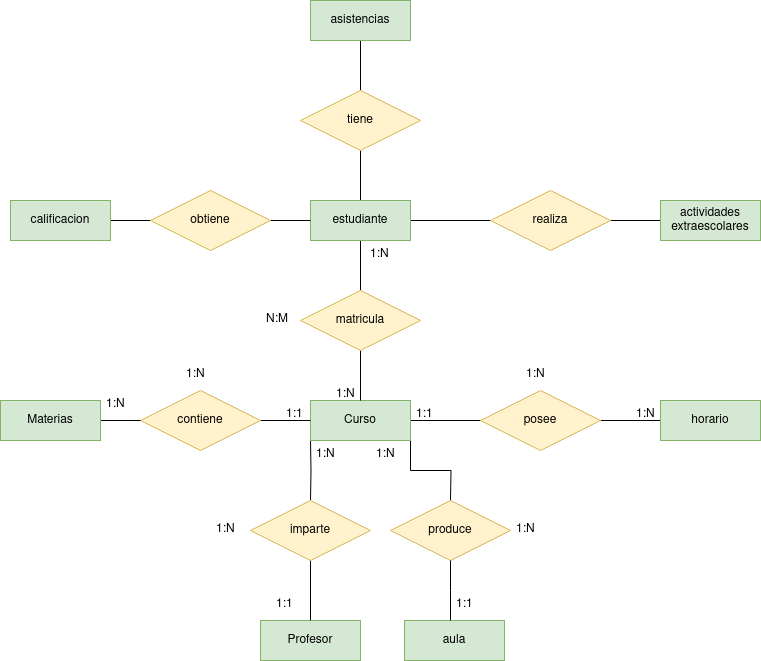 asistencias
tiene
calificacion
obtiene
estudiante
realiza
actividades
extraescolares
1:N
N:M
matricula
1:N
1:N
1:N
Materias
1:N
contiene
1:1
Curso
1:1
posee
1:N
horario
1:N
1:N
1:N
imparte
produce
1:N
1:1
1:1
Profesor
aula